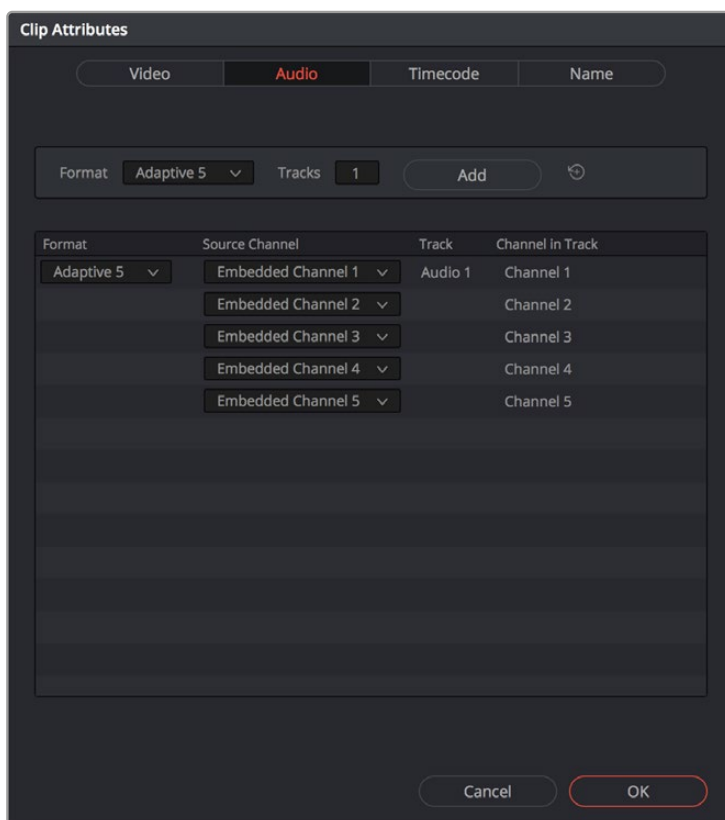 Clip Attributes
Video Audio Timecode Name
Format Adaptive 5 Tracks 1 Add
Format Source Channel Track Channel in Track
Adaptive 5 Embedded Channel 1 Audio 1 Channel 1
Embedded Channel 2 Channel 2
Embedded Channel 3 Channel 3
Embedded Channel 4 Channel 4
Embedded Channel 5 Channel 5
Cancel OK